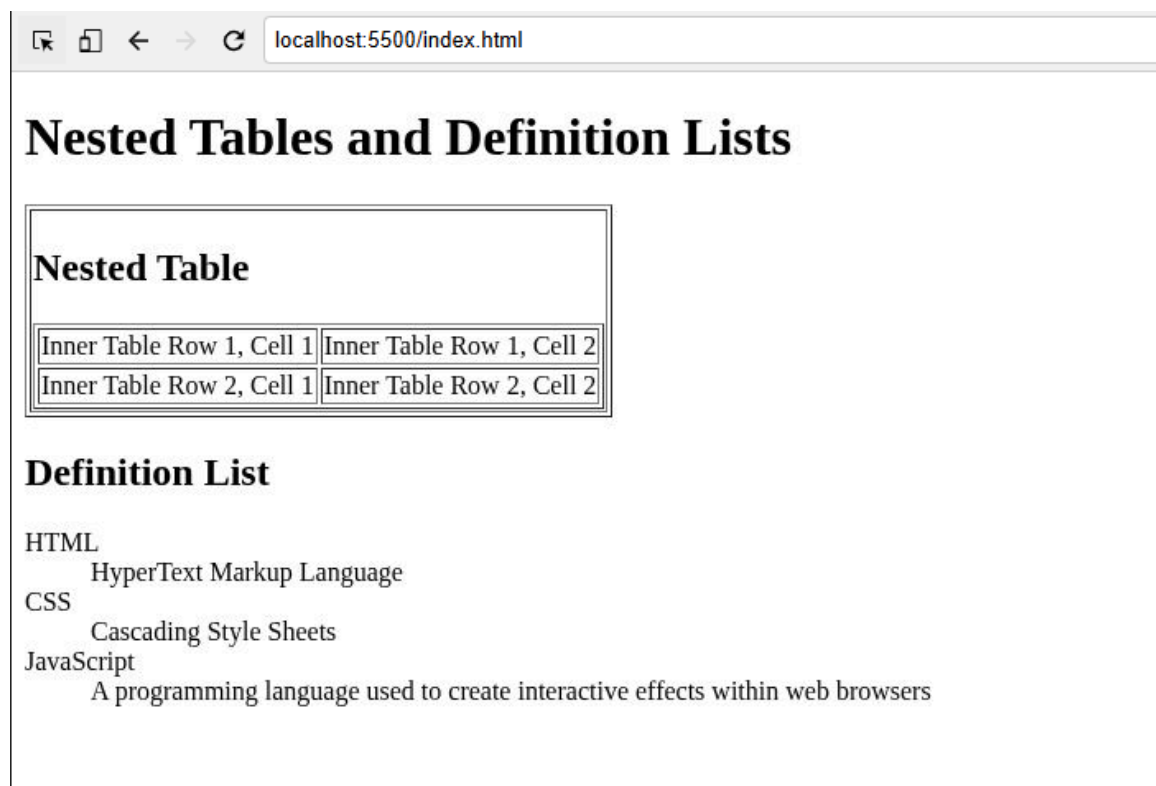 localhost:5500/index.html
Nested Tables and Definition Lists
Nested Table
Inner Table Row 1, Cell 1 Inner Table Row 1, Cell 2
Inner Table Row 2, Cell 1 Inner Table Row 2, Cell 2
Definition List
HTML
HyperText Markup Language
CSS
Cascading Style Sheets
JavaScript
A programming language used to create interactive effects within web browsers